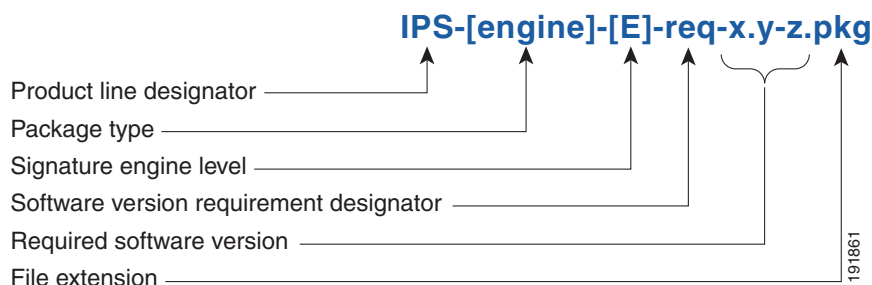 IPS-[engine]-[E]-req-x.y-z.pkg
Product line designator
Package type
Signature engine level
Software version requirement designator
Required software version
File extension
191861